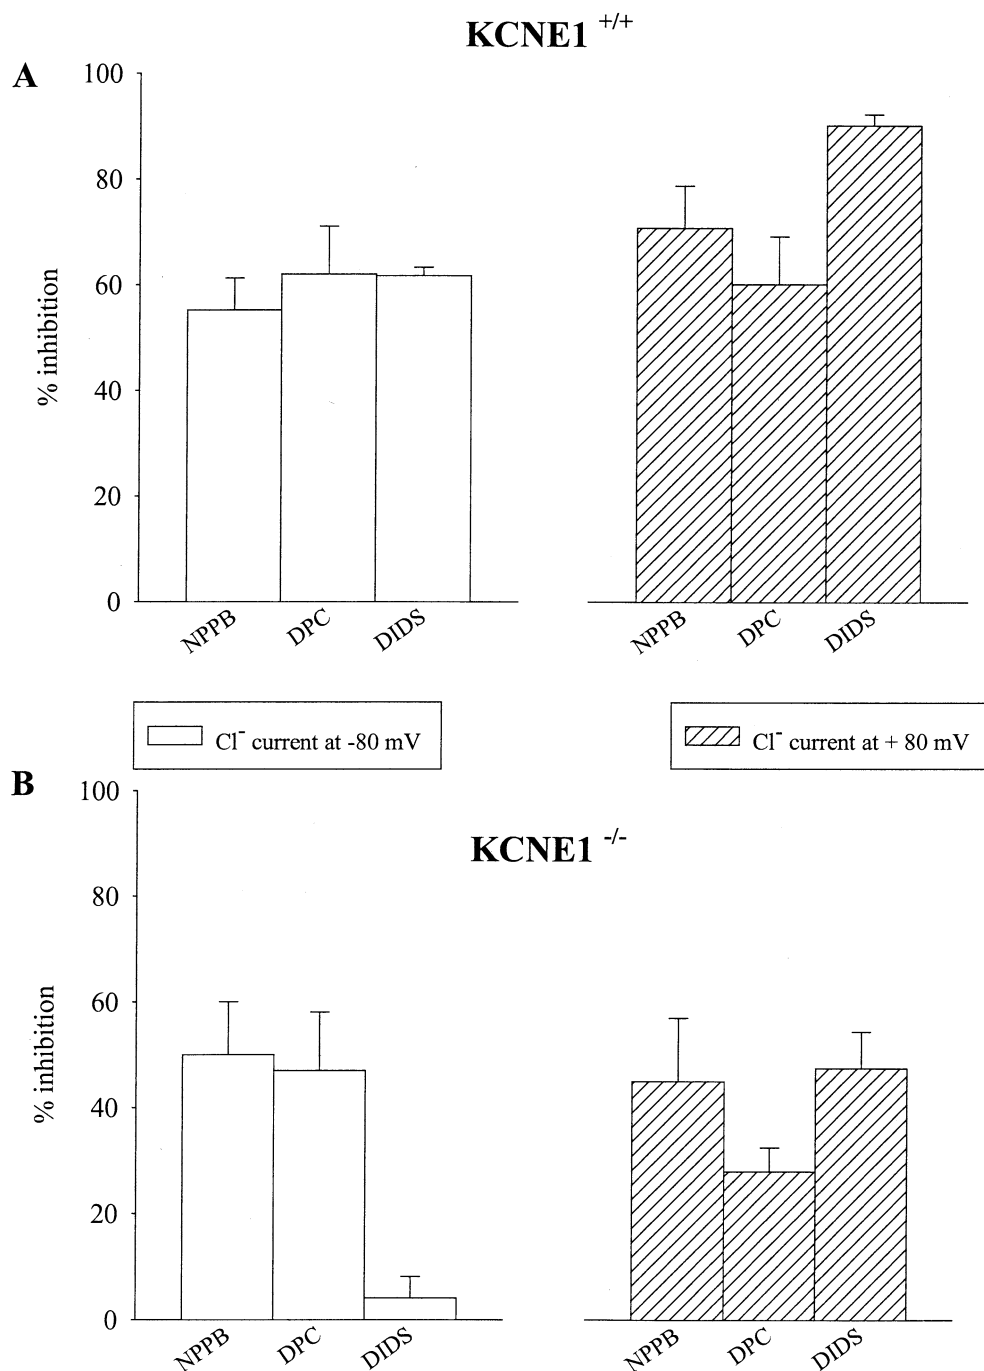 KCNE1 +/+
A
100
80
60
40
20
0
% inhibition
NPPB
DPC
DIDS
NPPB
DPC
DIDS
Cl⁻ current at -80 mV
Cl⁻ current at + 80 mV
B
KCNE1 -/-
100
80
60
40
20
0
% inhibition
NPPB
DPC
DIDS
NPPB
DPC
DIDS